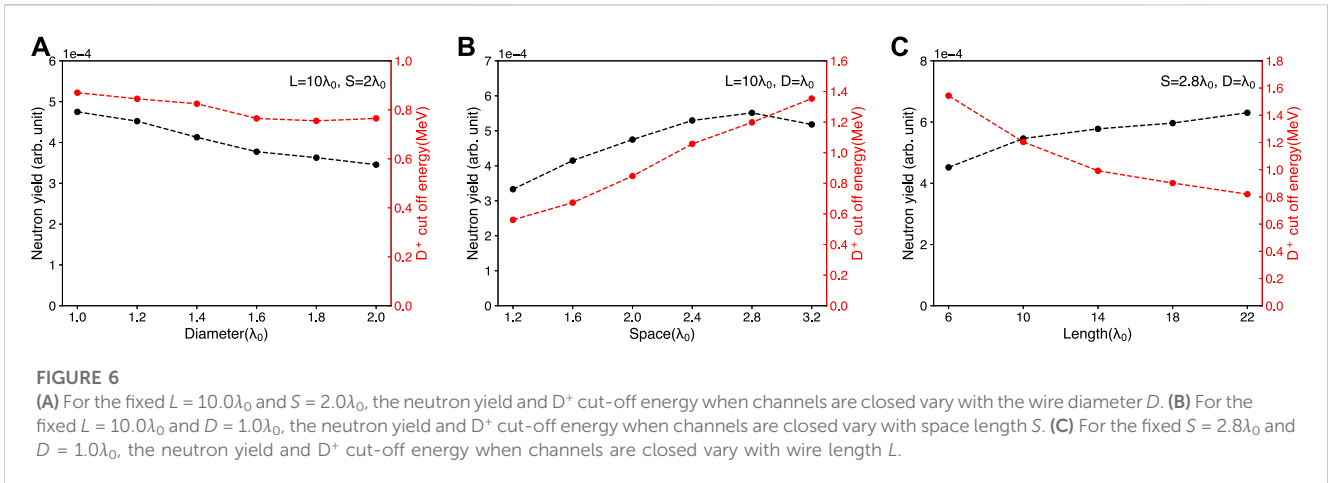 A
1e−4
L=10λ0, S=2λ0
Neutron yield (arb. unit)
6
5
4
3
2
1
0
1.0
0.8
0.6
0.4
0.2
0.0
D+ cut off energy(MeV)
1.0 1.2 1.4 1.6 1.8 2.0
Diameter(λ0)
B
1e−4
L=10λ0, D=λ0
Neutron yield (arb. unit)
7
6
5
4
3
2
1
0
1.6
1.4
1.2
1.0
0.8
0.6
0.4
0.2
0.0
D+ cut off energy(MeV)
1.2 1.6 2.0 2.4 2.8 3.2
Space(λ0)
C
1e−4
S=2.8λ0, D=λ0
Neutron yield (arb. unit)
8
6
4
2
0
1.8
1.6
1.4
1.2
1.0
0.8
0.6
0.4
0.2
0.0
D+ cut off energy(MeV)
6 10 14 18 22
Length(λ0)
FIGURE 6
(A) For the fixed L = 10.0λ0 and S = 2.0λ0, the neutron yield and D+ cut-off energy when channels are closed vary with the wire diameter D. (B) For the
fixed L = 10.0λ0 and D = 1.0λ0, the neutron yield and D+ cut-off energy when channels are closed vary with space length S. (C) For the fixed S = 2.8λ0 and
D = 1.0λ0, the neutron yield and D+ cut-off energy when channels are closed vary with wire length L.